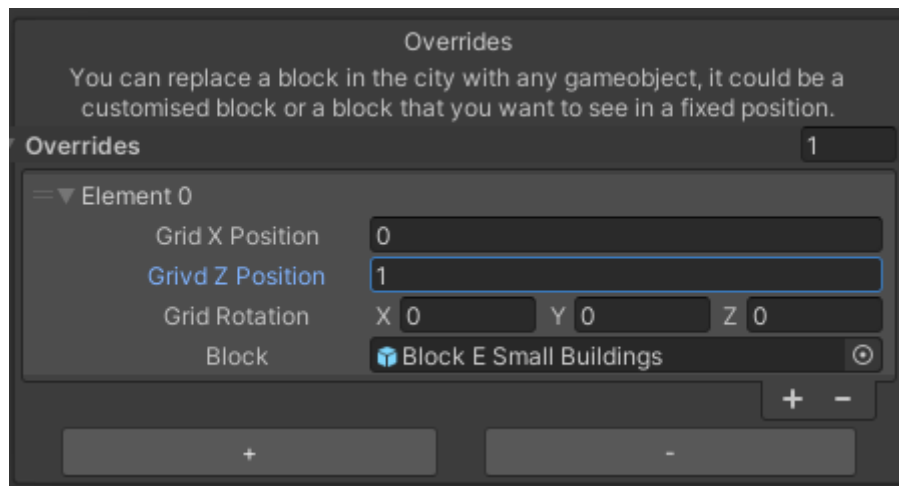 Overrides
You can replace a block in the city with any gameobject, it could be a
customised block or a block that you want to see in a fixed position.
Overrides 1
Element 0
Grid X Position 0
Grivd Z Position 1
Grid Rotation X 0 Y 0 Z 0
Block Block E Small Buildings
+ -
+ -